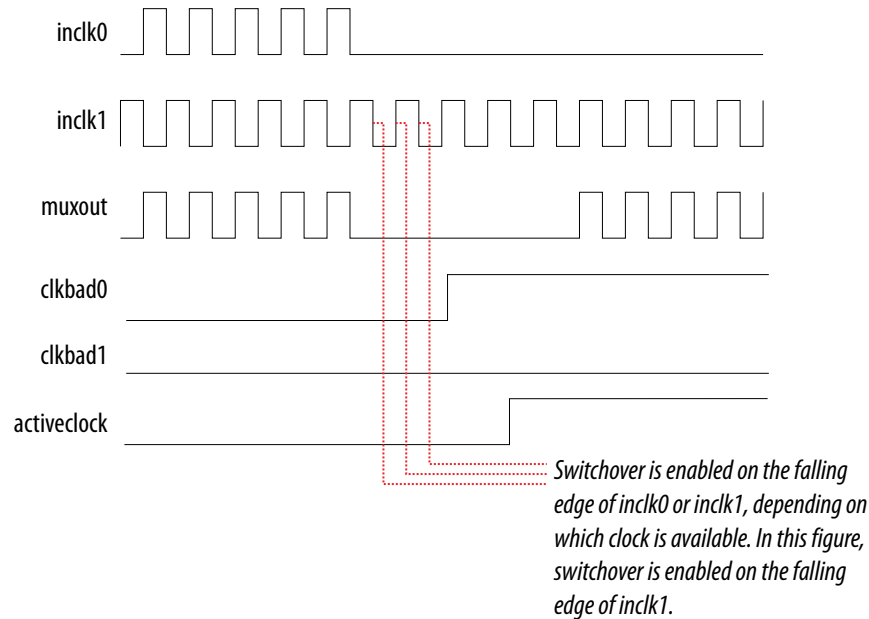 inclk0
inclk1
muxout
clkbad0
clkbad1
activeclock
Switchover is enabled on the falling
edge of inclk0 or inclk1, depending on
which clock is available. In this figure,
switchover is enabled on the falling
edge of inclk1.